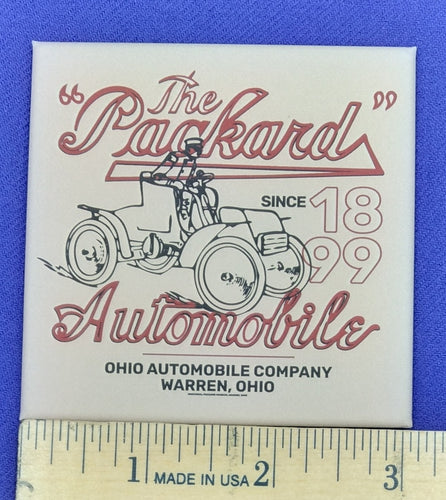 "The
Packard"
SINCE 18
99
Automobile
OHIO AUTOMOBILE COMPANY
WARREN, OHIO
1 MADE IN USA 2 3